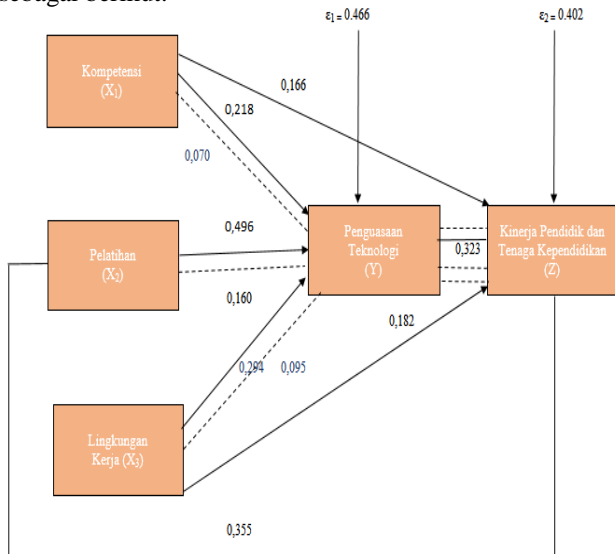 sebagai berikut.
ε1 = 0.466
ε2 = 0.402
Kompetensi
(X1)
0,166
0,218
0,070
0,496
Pelatihan
(X2)
Penguasaan
Teknologi
(Y)
0,323
Kinerja Pendidik dan
Tenaga Kependidikan
(Z)
0,160
0,182
0,294
0,095
Lingkungan
Kerja (X3)
0,355